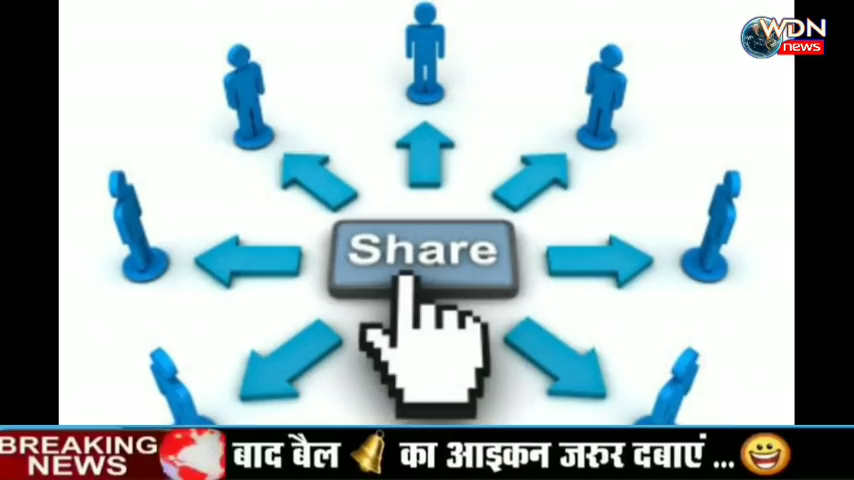 WDN
news
Share
BREAKING
NEWS
बाद बैल 🔔 का आइकन जरुर दबाएं ... 😀